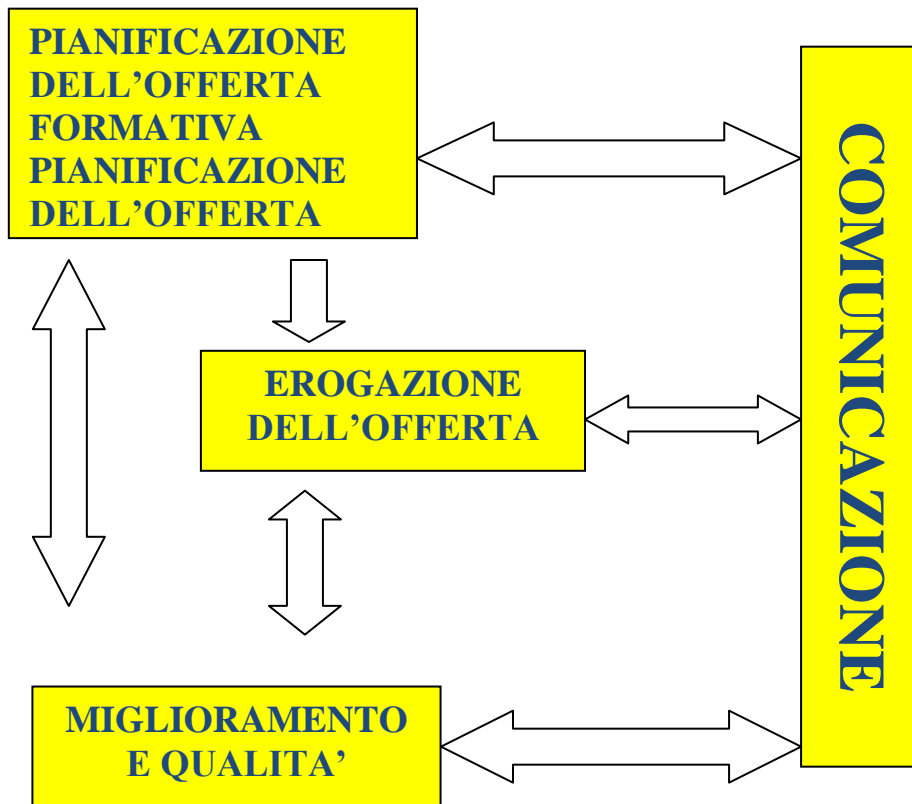 PIANIFICAZIONE
DELL’OFFERTA
FORMATIVA
PIANIFICAZIONE
DELL’OFFERTA
COMUNICAZIONE
EROGAZIONE
DELL’OFFERTA
MIGLIORAMENTO
E QUALITA’